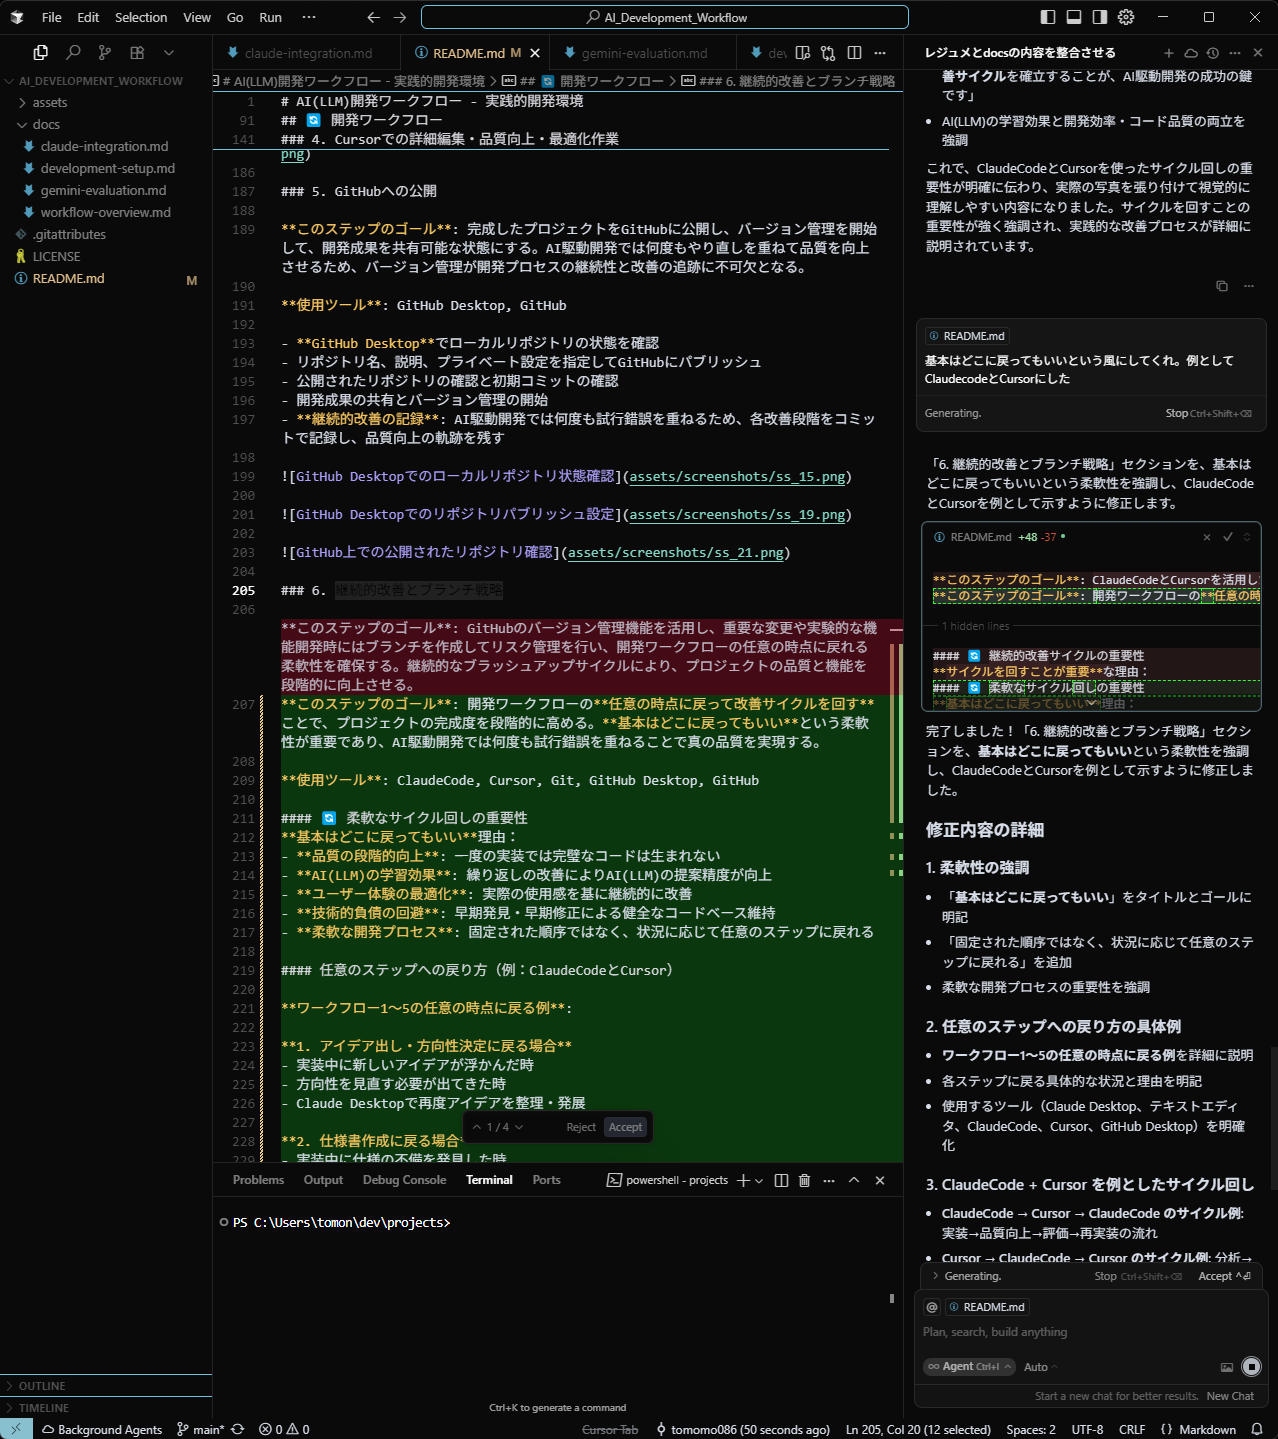 File Edit Selection View Go Run ···
AI_Development_Workflow
AI_DEVELOPMENT_WORKFLOW
assets
docs
claude-integration.md
development-setup.md
gemini-evaluation.md
workflow-overview.md
.gitattributes
LICENSE
README.md M
OUTLINE
TIMELINE
claude-integration.md
README.md M
gemini-evaluation.md
dev
# AI(LLM)開発ワークフロー - 実践的開発環境 > ## 開発ワークフロー > ### 6. 継続的改善とブランチ戦略
1 # AI(LLM)開発ワークフロー - 実践的開発環境
91 ## 🔄 開発ワークフロー
141 ### 4. Cursorでの詳細編集・品質向上・最適化作業
png)
186
187 ### 5. GitHubへの公開
188
189 **このステップのゴール**: 完成したプロジェクトをGitHubに公開し、バージョン管理を開始
して、開発成果を共有可能な状態にする。AI駆動開発では何度もやり直しを重ねて品質を向上
させるため、バージョン管理が開発プロセスの継続性と改善の追跡に不可欠となる。
190
191 **使用ツール**: GitHub Desktop, GitHub
192
193 - **GitHub Desktop**でローカルリポジトリの状態を確認
194 - リポジトリ名、説明、プライベート設定を指定してGitHubにパブリッシュ
195 - 公開されたリポジトリの確認と初期コミットの確認
196 - 開発成果の共有とバージョン管理の開始
197 - **継続的改善の記録**: AI駆動開発では何度も試行錯誤を重ねるため、各改善段階をコミッ
トで記録し、品質向上の軌跡を残す
198
199 ![GitHub Desktopでのローカルリポジトリ状態確認](assets/screenshots/ss_15.png)
200
201 ![GitHub Desktopでのリポジトリパブリッシュ設定](assets/screenshots/ss_19.png)
202
203 ![GitHub上での公開されたリポジトリ確認](assets/screenshots/ss_21.png)
204
205 ### 6. 継続的改善とブランチ戦略
206
**このステップのゴール**: GitHubのバージョン管理機能を活用し、重要な変更や実験的な機
能開発時にはブランチを作成してリスク管理を行い、開発ワークフローの任意の時点に戻れる
柔軟性を確保する。継続的なブラッシュアップサイクルにより、プロジェクトの品質と機能を
段階的に向上させる。
207 **このステップのゴール**: 開発ワークフローの**任意の時点に戻って改善サイクルを回す**
ことで、プロジェクトの完成度を段階的に高める。**基本はどこに戻ってもいい**という柔軟
性が重要であり、AI駆動開発では何度も試行錯誤を重ねることで真の品質を実現する。
208
209 **使用ツール**: ClaudeCode, Cursor, Git, GitHub Desktop, GitHub
210
211 #### 🔄 柔軟なサイクル回しの重要性
212 **基本はどこに戻ってもいい**理由：
213 - **品質の段階的向上**: 一度の実装では完璧なコードは生まれない
214 - **AI(LLM)の学習効果**: 繰り返しの改善によりAI(LLM)の提案精度が向上
215 - **ユーザー体験の最適化**: 実際の使用感を基に継続的に改善
216 - **技術的負債の回避**: 早期発見・早期修正による健全なコードベース維持
217 - **柔軟な開発プロセス**: 固定された順序ではなく、状況に応じて任意のステップに戻れる
218
219 #### 任意のステップへの戻り方（例：ClaudeCodeとCursor）
220
221 **ワークフロー1〜5の任意の時点に戻る例**:
222
223 **1. アイデア出し・方向性決定に戻る場合**
224 - 実装中に新しいアイデアが浮かんだ時
225 - 方向性を見直す必要が出てきた時
226 - Claude Desktopで再度アイデアを整理・発展
227
228 **2. 仕様書作成に戻る場合*
229 - 実装中に仕様の不備を発見した時
1 / 4 Reject Accept
Problems Output Debug Console Terminal Ports
powershell - projects
PS C:\Users\tomon\dev\projects>
Ctrl+K to generate a command
レジュメとdocsの内容を整合させる
善サイクルを確立することが、AI駆動開発の成功の鍵
です」
• AI(LLM)の学習効果と開発効率・コード品質の両立を
強調
これで、ClaudeCodeとCursorを使ったサイクル回しの重
要性が明確に伝わり、実際の写真を張り付けて視覚的に
理解しやすい内容になりました。サイクルを回すことの
重要性が強く強調され、実践的な改善プロセスが詳細に
説明されています。
README.md
基本はどこに戻ってもいいという風にしてくれ。例として
ClaudecodeとCursorにした
Generating. Stop Ctrl+Shift+⌫
「6. 継続的改善とブランチ戦略」セクションを、基本は
どこに戻ってもいいという柔軟性を強調し、ClaudeCode
とCursorを例として示すように修正します。
README.md +48 -37
**このステップのゴール**: ClaudeCodeとCursorを活用し
**このステップのゴール**: 開発ワークフローの**任意の時
1 hidden lines
#### 🔄 継続的改善サイクルの重要性
**サイクルを回すことが重要**な理由：
#### 🔄 柔軟なサイクル回しの重要性
**基本はどこに戻ってもいい**理由：
完了しました！「6. 継続的改善とブランチ戦略」セクシ
ョンを、基本はどこに戻ってもいいという柔軟性を強調
し、ClaudeCodeとCursorを例として示すように修正しま
した。
修正内容の詳細
1. 柔軟性の強調
• 「基本はどこに戻ってもいい」をタイトルとゴールに
明記
• 「固定された順序ではなく、状況に応じて任意のステ
ップに戻れる」を追加
• 柔軟な開発プロセスの重要性を強調
2. 任意のステップへの戻り方の具体例
• ワークフロー1〜5の任意の時点に戻る例を詳細に説明
• 各ステップに戻る具体的な状況と理由を明記
• 使用するツール（Claude Desktop、テキストエディ
タ、ClaudeCode、Cursor、GitHub Desktop）を明確
化
3. ClaudeCode + Cursor を例としたサイクル回し
• ClaudeCode → Cursor → ClaudeCode のサイクル例:
実装→品質向上→評価→再実装の流れ
• Cursor → ClaudeCode → Cursor のサイクル例: 分析→
Generating. Stop Ctrl+Shift+⌫ Accept ^⏎
@ README.md
Plan, search, build anything
∞ Agent Ctrl+I Auto
Start a new chat for better results. New Chat
Background Agents main* 0 0
Cursor Tab tomomo086 (50 seconds ago) Ln 205, Col 20 (12 selected) Spaces: 2 UTF-8 CRLF {} Markdown